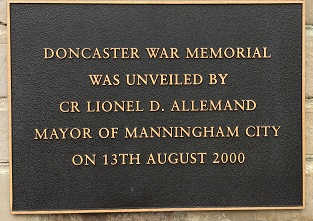 DONCASTER WAR MEMORIAL
WAS UNVEILED BY
CR LIONEL D. ALLEMAND
MAYOR OF MANNINGHAM CITY
ON 13TH AUGUST 2000